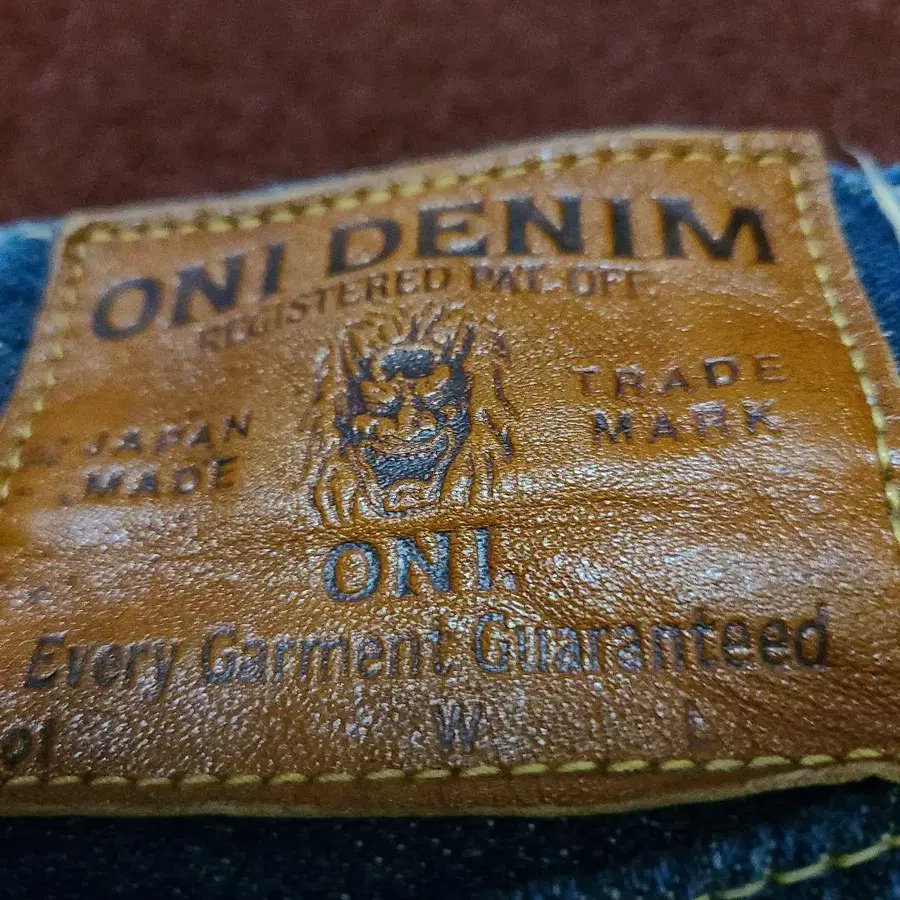 ONI DENIM
REGISTERED PAT. OFF.
JAPAN
MADE
TRADE
MARK
ONI.
Every Garment Guaranteed
W L